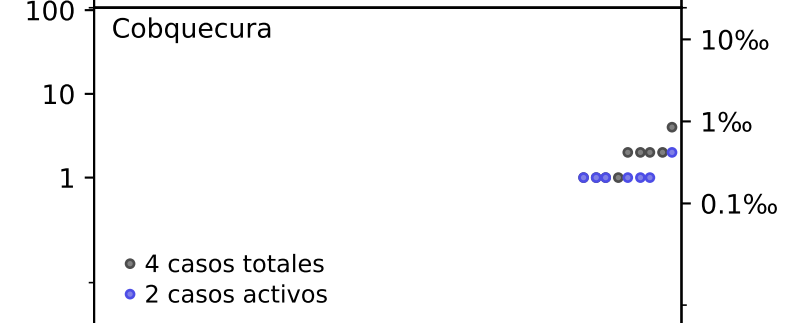 100
Cobquecura
10‰
10
1‰
1
0.1‰
4 casos totales
2 casos activos